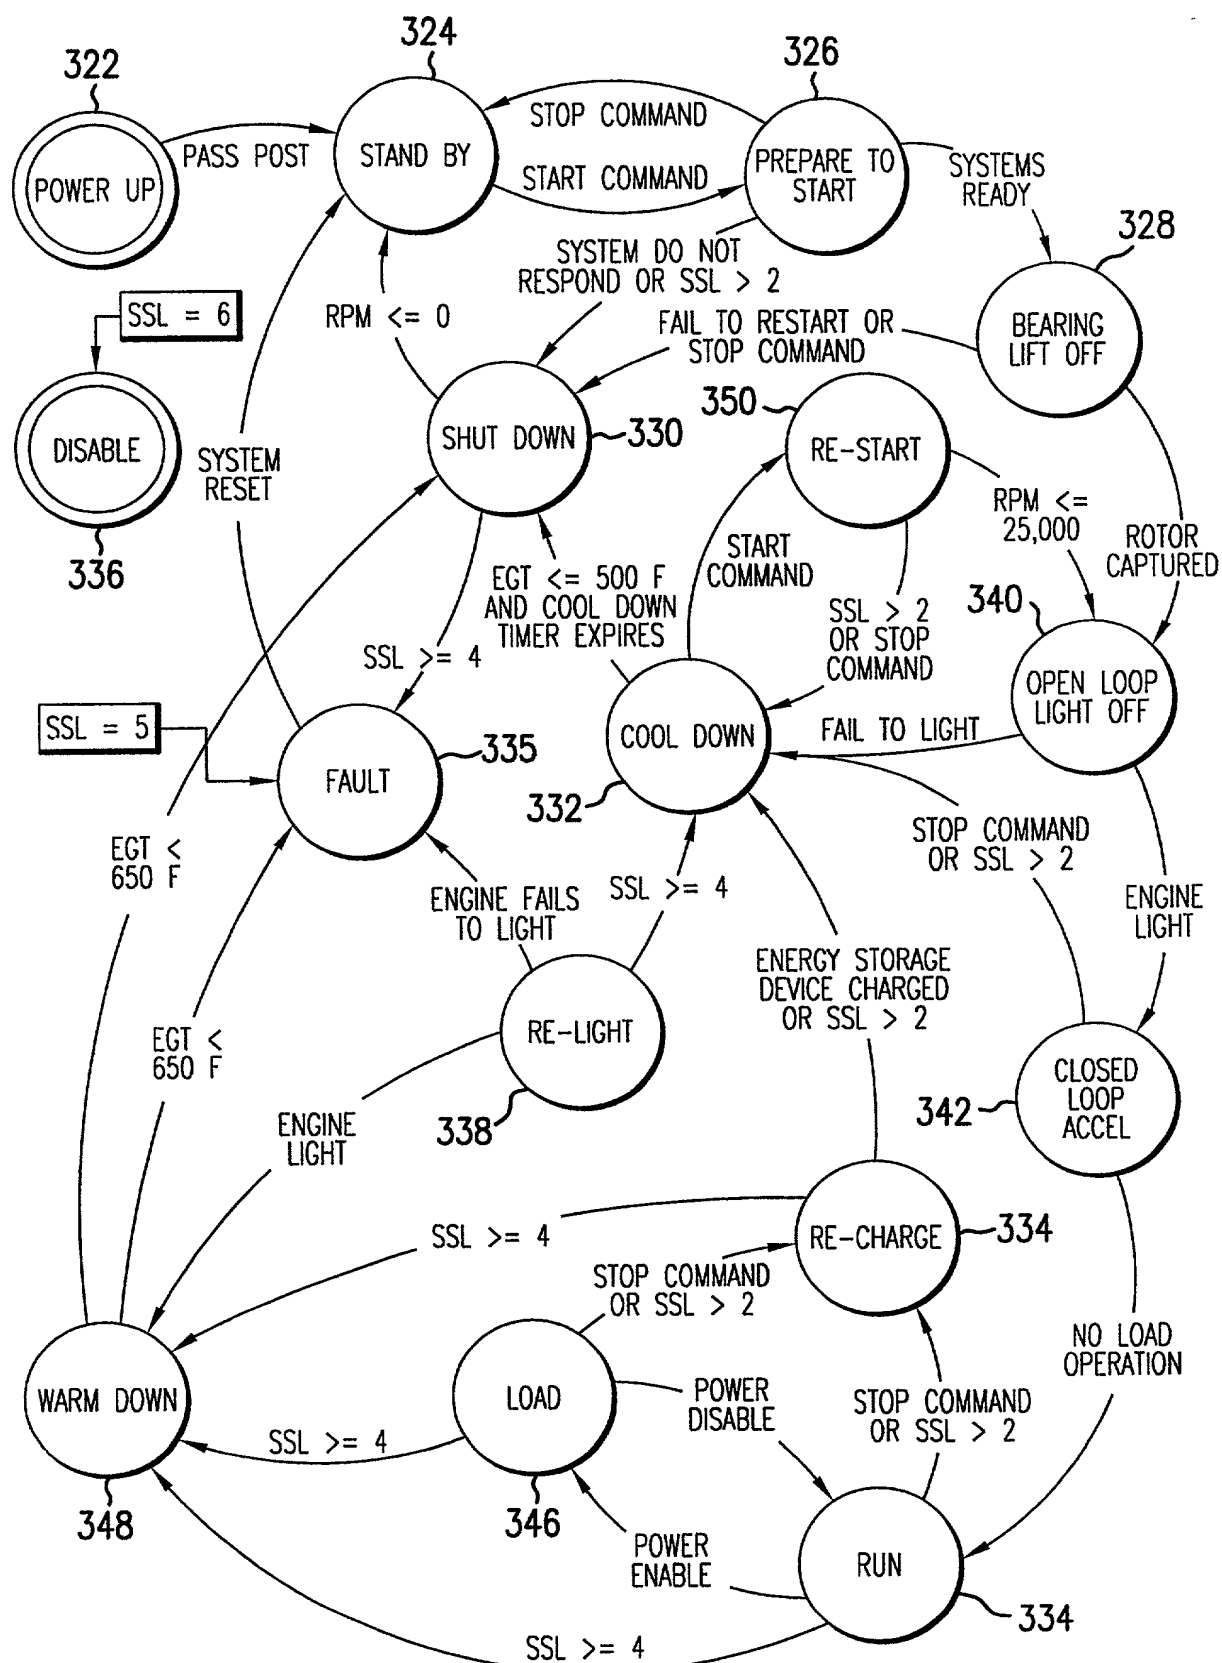 324
322
326
STOP COMMAND
PASS POST
STAND BY
PREPARE TO
START
POWER UP
START COMMAND
SYSTEMS
READY
328
SYSTEM DO NOT
RESPOND OR SSL > 2
SSL = 6
RPM <= 0
FAIL TO RESTART OR
STOP COMMAND
BEARING
LIFT OFF
350
DISABLE
SYSTEM
RESET
SHUT DOWN
330
RE-START
RPM <=
25,000
336
START
COMMAND
ROTOR
CAPTURED
EGT <= 500 F
AND COOL DOWN
TIMER EXPIRES
340
SSL > 2
OR STOP
COMMAND
SSL >= 4
OPEN LOOP
LIGHT OFF
SSL = 5
COOL DOWN
FAIL TO LIGHT
335
FAULT
332
EGT <
650 F
STOP COMMAND
OR SSL > 2
ENGINE FAILS
TO LIGHT
SSL >= 4
ENGINE
LIGHT
ENERGY STORAGE
DEVICE CHARGED
OR SSL > 2
EGT <
650 F
RE-LIGHT
CLOSED
LOOP
ACCEL
342
338
ENGINE
LIGHT
SSL >= 4
RE-CHARGE
334
STOP COMMAND
OR SSL > 2
NO LOAD
OPERATION
WARM DOWN
LOAD
POWER
DISABLE
STOP COMMAND
OR SSL > 2
SSL >= 4
348
346
POWER
ENABLE
RUN
334
SSL >= 4